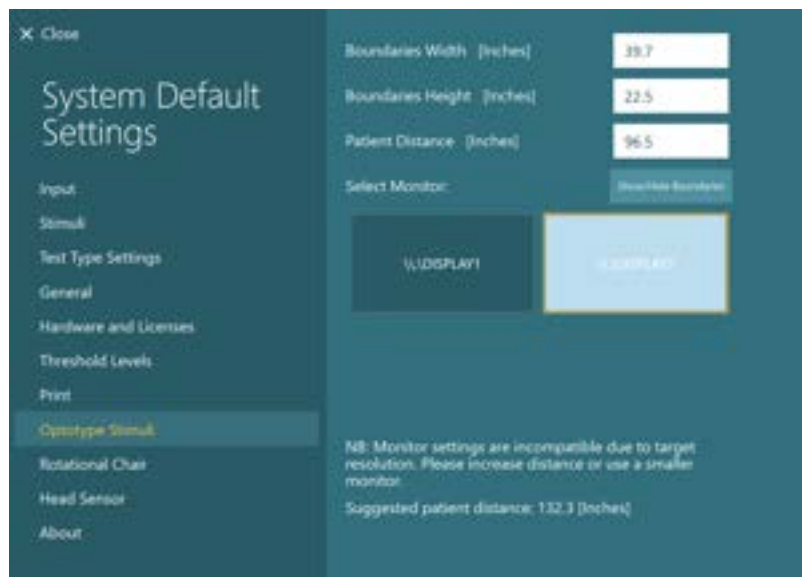 Close
System Default
Settings
Input
Stimuli
Test Type Settings
General
Hardware and Licenses
Threshold Levels
Print
Optotype Stimuli
Rotational Chair
Head Sensor
About
Boundaries Width [Inches] 39.7
Boundaries Height [Inches] 22.5
Patient Distance [Inches] 96.5
Select Monitor: Show/Hide Boundaries
\\.\DISPLAY1
NB: Monitor settings are incompatible due to target
resolution. Please increase distance or use a smaller
monitor.
Suggested patient distance: 132.3 [Inches]